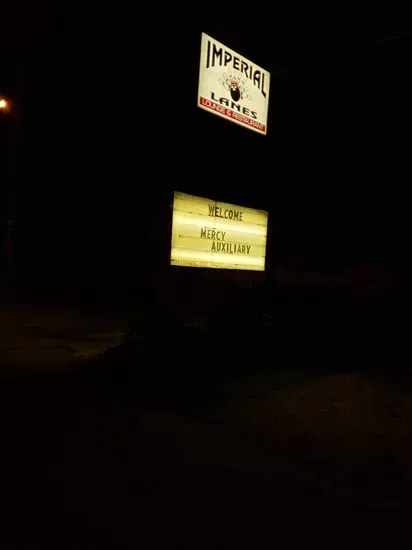 IMPERIAL
LANES
LOUNGE & RESTAURANT
WELCOME
MERCY
AUXILIARY